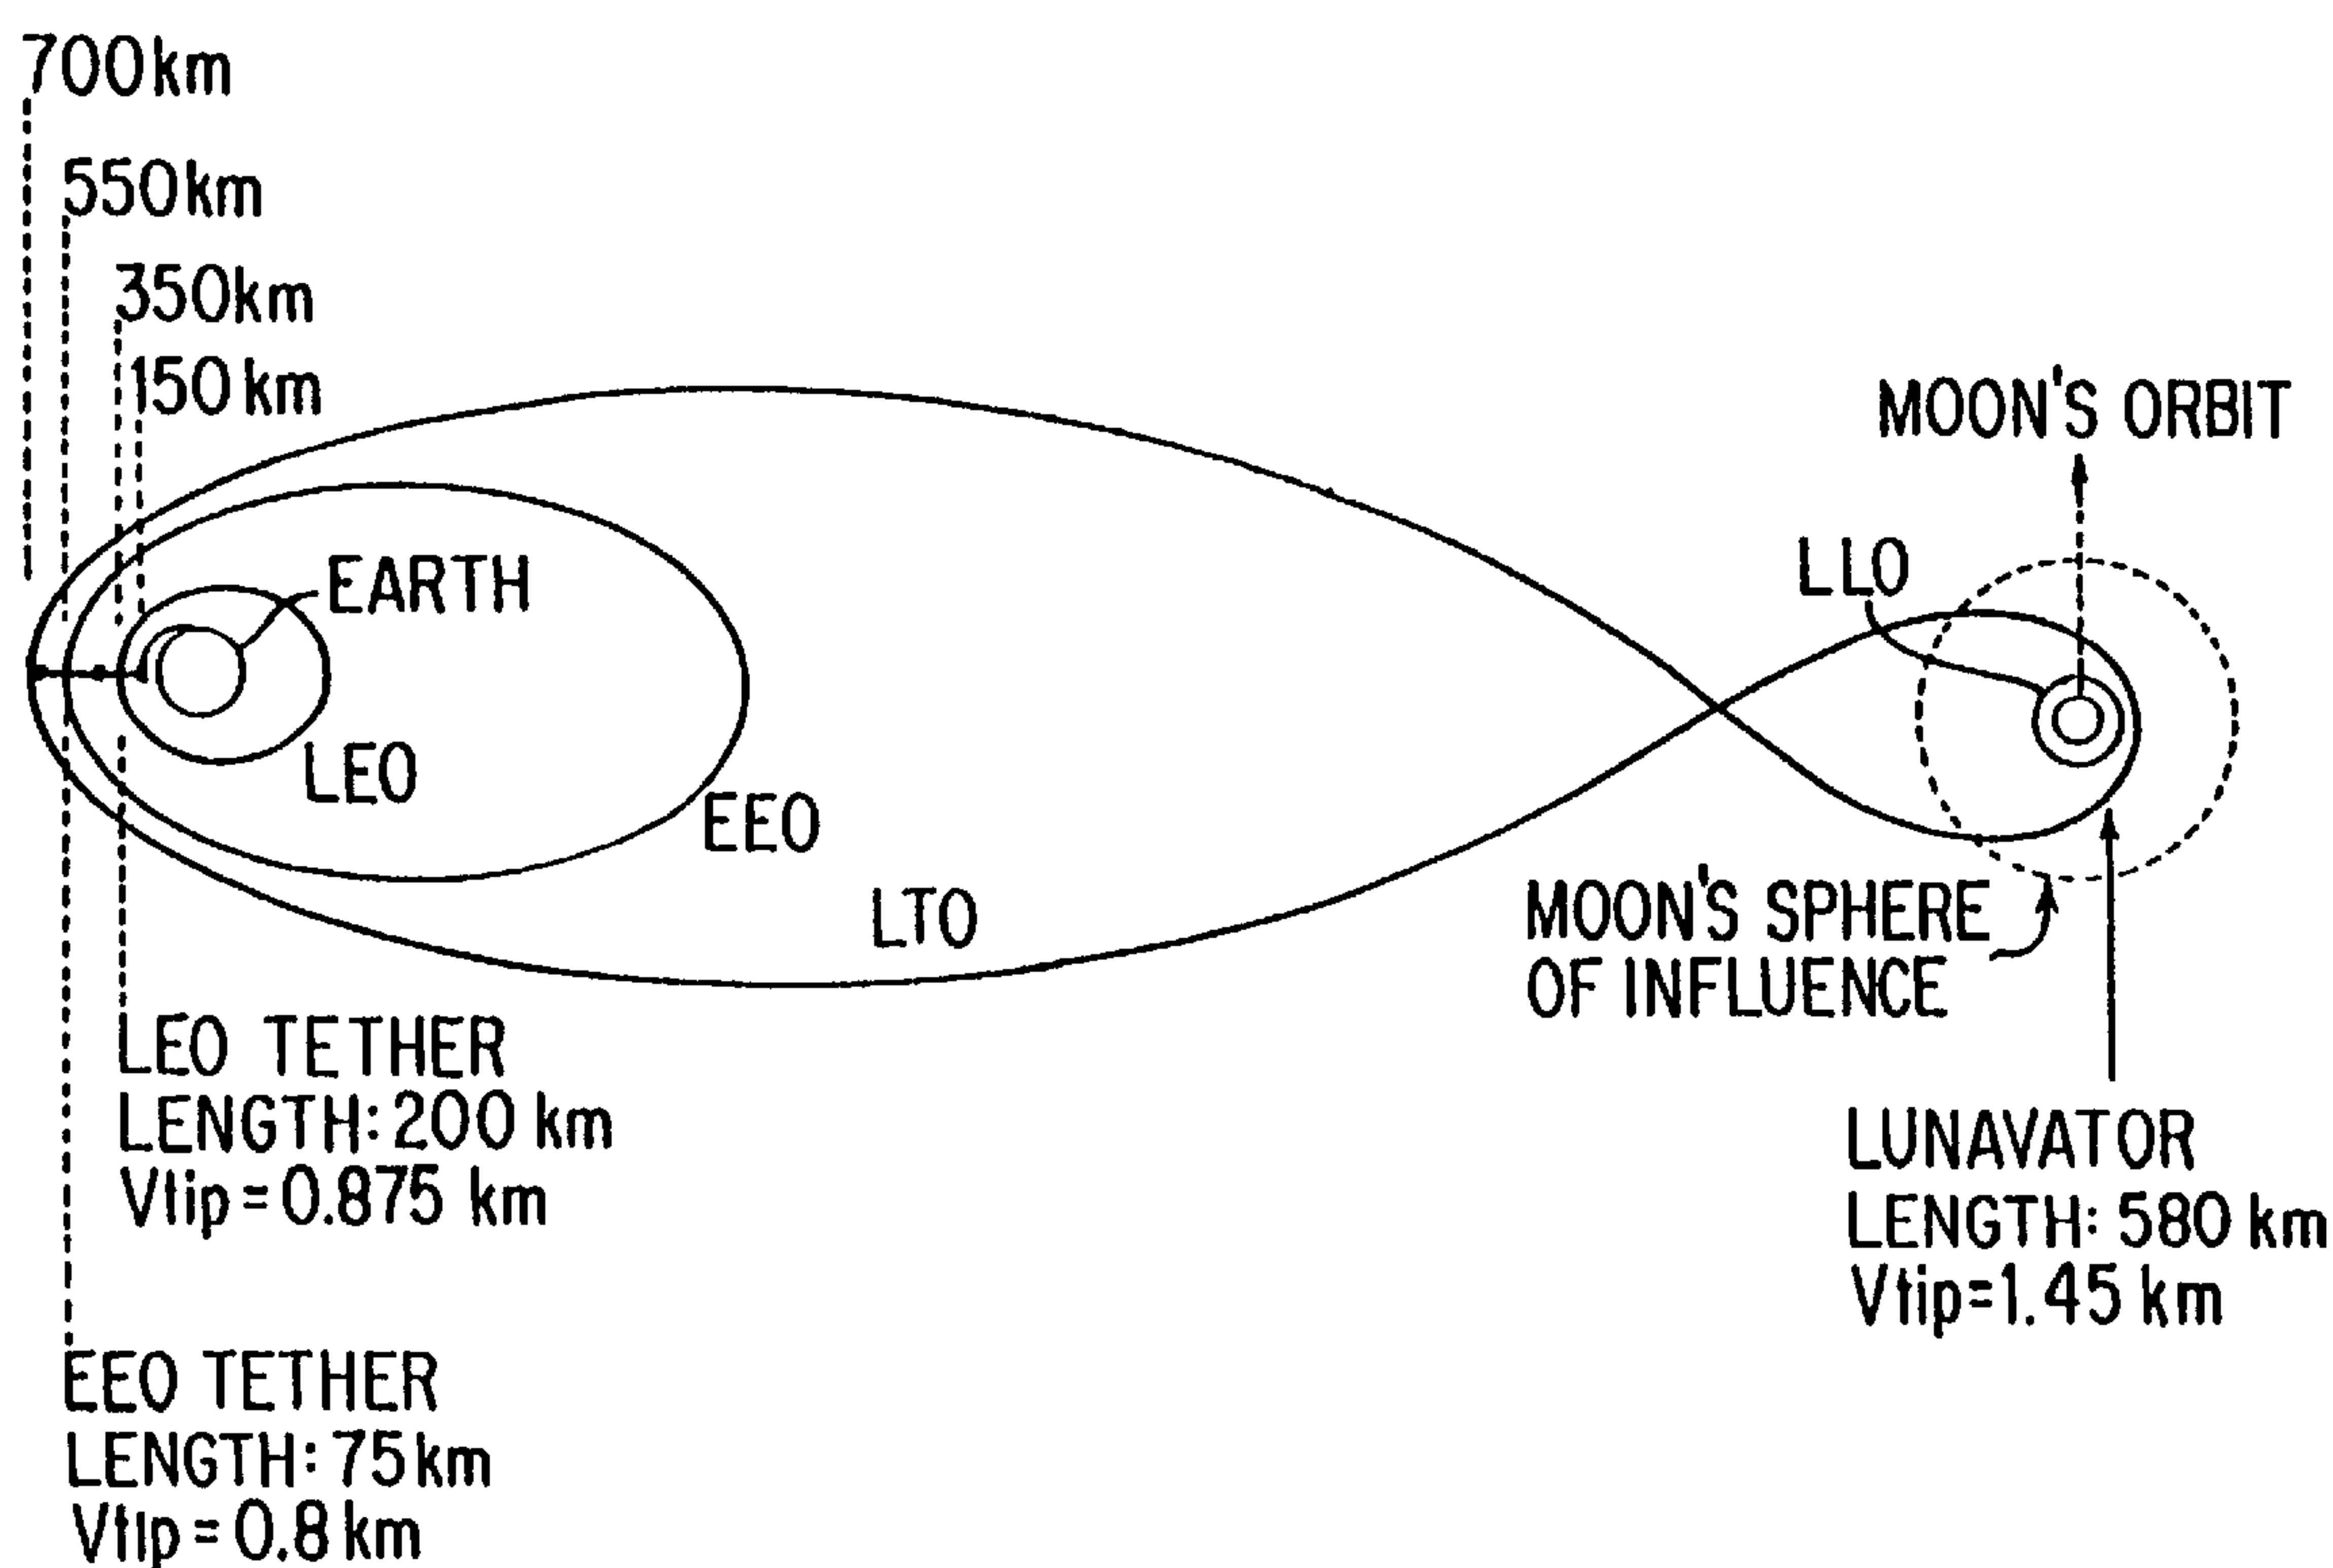 700km
550km
350km
150km
MOON'S ORBIT
EARTH
LLO
LEO
EEO
LTO
MOON'S SPHERE
OF INFLUENCE
LEO TETHER
LENGTH: 200 km
Vtip = 0.875 km
LUNAVATOR
LENGTH: 580 km
Vtip=1.45 km
EEO TETHER
LENGTH: 75km
Vtip = 0.8 km